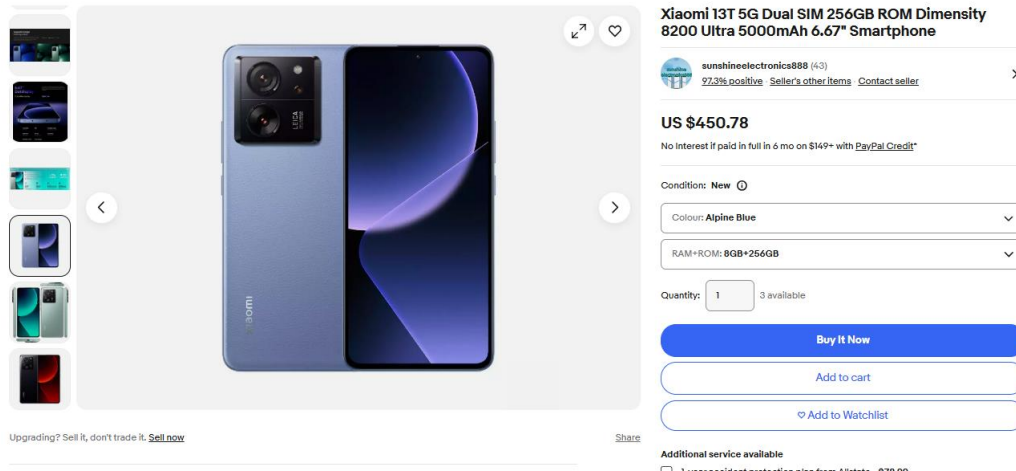 Xiaomi 13T 5G Dual SIM 256GB ROM Dimensity
8200 Ultra 5000mAh 6.67" Smartphone
sunshineelectronics888 (43)
97.3% positive · Seller's other items · Contact seller
US $450.78
No Interest if paid in full in 6 mo on $149+ with PayPal Credit*
Condition: New
Colour: Alpine Blue
RAM+ROM: 8GB+256GB
Quantity: 1 3 available
Buy It Now
Add to cart
Add to Watchlist
Additional service available
LEICA
xiaomi
Upgrading? Sell it, don't trade it. Sell now
Share